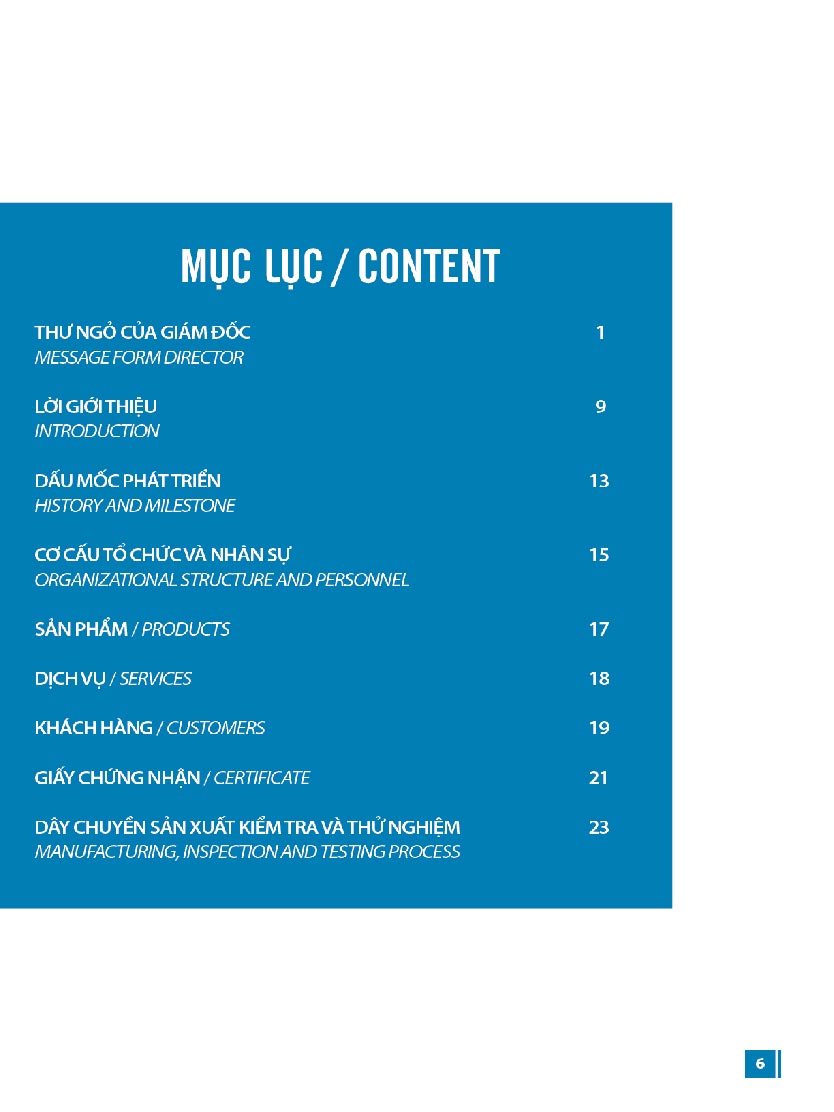 MỤC LỤC / CONTENT
THƯ NGỎ CỦA GIÁM ĐỐC 1
MESSAGE FORM DIRECTOR
LỜI GIỚI THIỆU 9
INTRODUCTION
DẤU MỐC PHÁT TRIỂN 13
HISTORY AND MILESTONE
CƠ CẤU TỔ CHỨC VÀ NHÂN SỰ 15
ORGANIZATIONAL STRUCTURE AND PERSONNEL
SẢN PHẨM / PRODUCTS 17
DỊCH VỤ / SERVICES 18
KHÁCH HÀNG / CUSTOMERS 19
GIẤY CHỨNG NHẬN / CERTIFICATE 21
DÂY CHUYỀN SẢN XUẤT KIỂM TRA VÀ THỬ NGHIỆM 23
MANUFACTURING, INSPECTION AND TESTING PROCESS
6